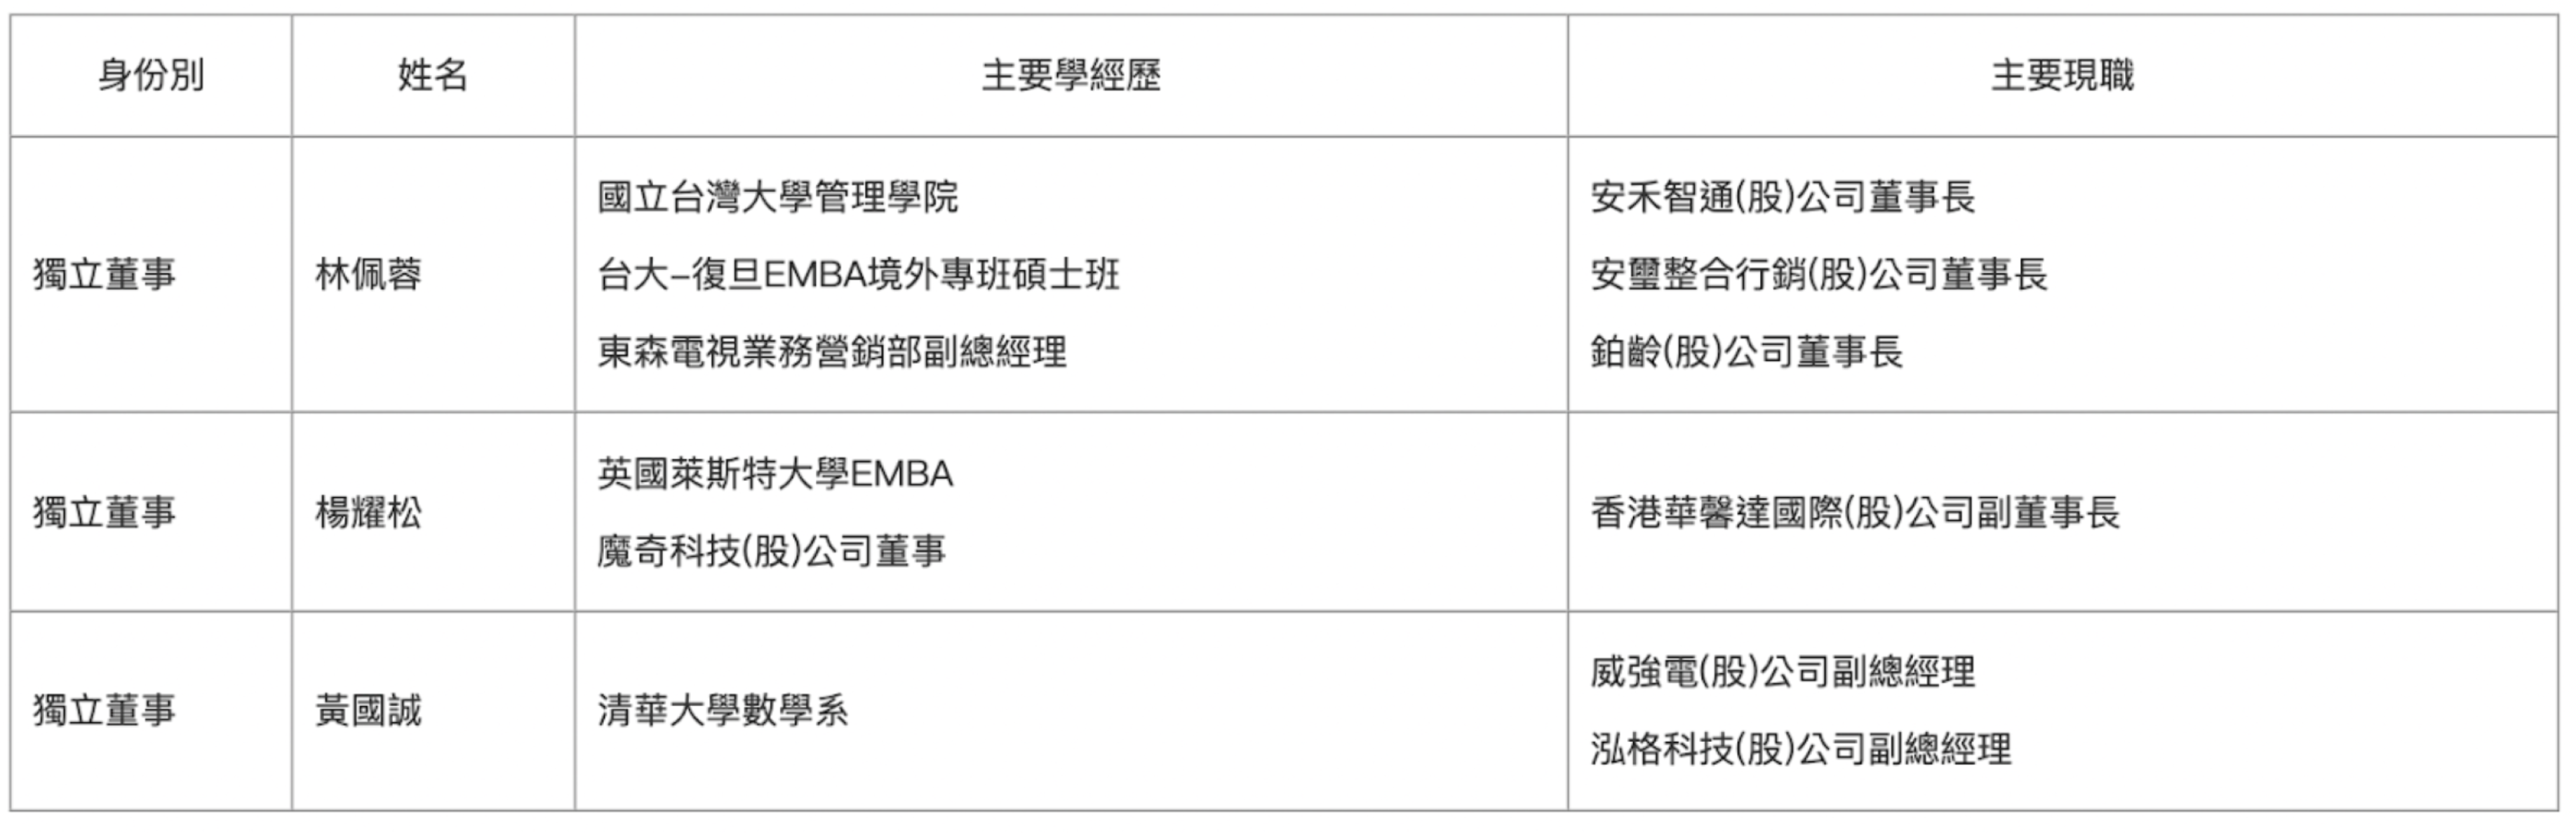 身份別 姓名 主要學經歷 主要現職
獨立董事 林佩蓉
國立台灣大學管理學院
台大–復旦EMBA境外專班碩士班
東森電視業務營銷部副總經理
安禾智通(股)公司董事長
安璽整合行銷(股)公司董事長
鉑齡(股)公司董事長
獨立董事 楊耀松
英國萊斯特大學EMBA
魔奇科技(股)公司董事
香港華馨達國際(股)公司副董事長
獨立董事 黃國誠
清華大學數學系
威強電(股)公司副總經理
泓格科技(股)公司副總經理